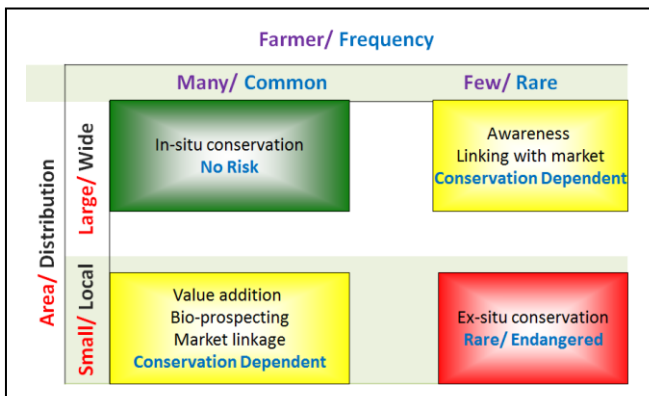 Farmer/ Frequency
Many/ Common
Few/ Rare
Area/ Distribution
Large/ Wide
In-situ conservation
No Risk
Awareness
Linking with market
Conservation Dependent
Small/ Local
Value addition
Bio-prospecting
Market linkage
Conservation Dependent
Ex-situ conservation
Rare/ Endangered